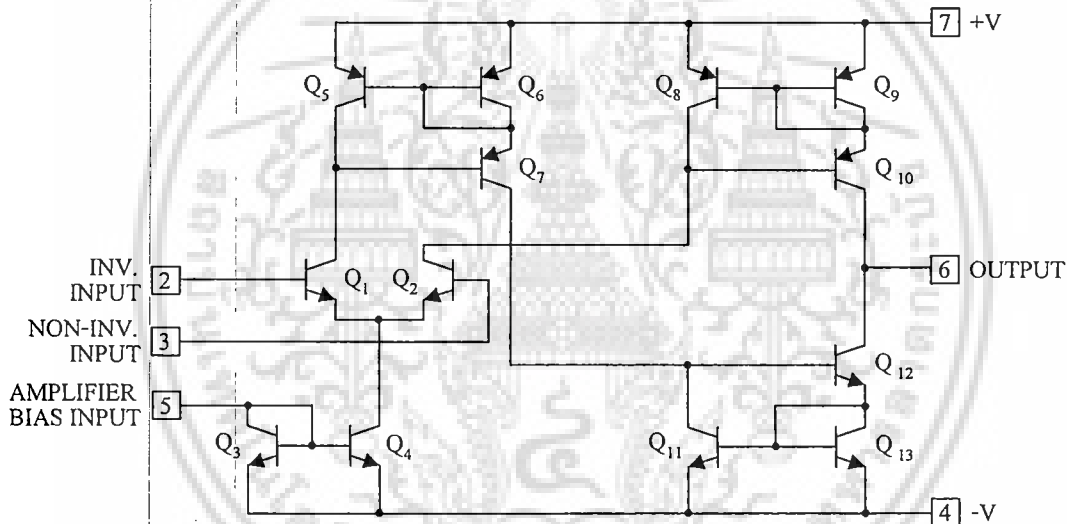 7 +V
Q5
Q6
Q8
Q9
Q7
Q10
INV.
INPUT
2
Q1
Q2
6 OUTPUT
NON-INV.
INPUT
3
Q12
AMPLIFIER
BIAS INPUT
5
Q3
Q4
Q11
Q13
4 -V